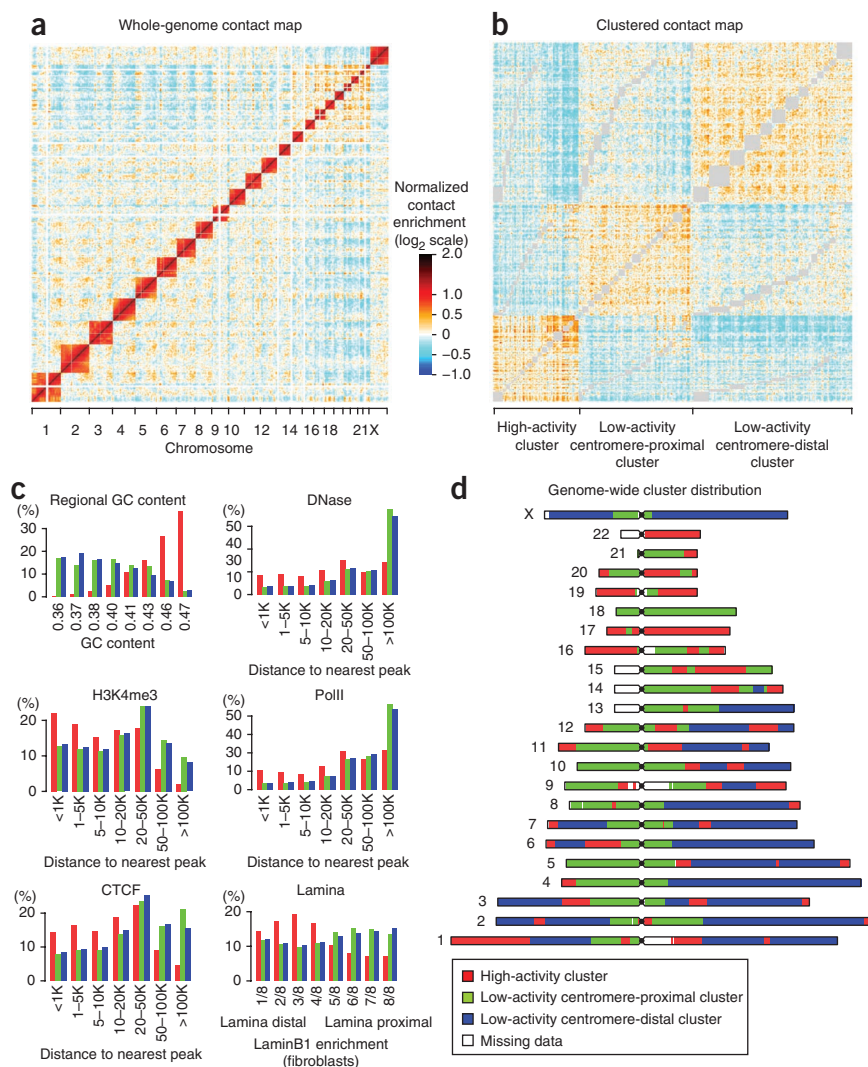 a
Whole-genome contact map
1 2 3 4 5 6 7 8 9 10 12 14 16 18 21 X
Chromosome
Normalized
contact
enrichment
(log2 scale)
2.0
1.0
0.5
0
−0.5
−1.0
b
Clustered contact map
High-activity
cluster
Low-activity
centromere-proximal
cluster
Low-activity
centromere-distal
cluster
c
(%)
Regional GC content
30
20
10
0
0.36
0.37
0.38
0.40
0.41
0.43
0.46
0.47
GC content
(%)
DNase
50
30
10
0
<1K
1–5K
5–10K
10–20K
20–50K
50–100K
>100K
Distance to nearest peak
(%)
H3K4me3
20
10
0
<1K
1–5K
5–10K
10–20K
20–50K
50–100K
>100K
Distance to nearest peak
(%)
PolII
50
30
10
0
<1K
1–5K
5–10K
10–20K
20–50K
50–100K
>100K
Distance to nearest peak
(%)
CTCF
20
10
0
<1K
1–5K
5–10K
10–20K
20–50K
50–100K
>100K
Distance to nearest peak
(%)
Lamina
20
10
0
1/8
2/8
3/8
4/8
5/8
6/8
7/8
8/8
Lamina distal Lamina proximal
LaminB1 enrichment
(fibroblasts)
d
Genome-wide cluster distribution
X
22
21
20
19
18
17
16
15
14
13
12
11
10
9
8
7
6
5
4
3
2
1
High-activity cluster
Low-activity centromere-proximal cluster
Low-activity centromere-distal cluster
Missing data